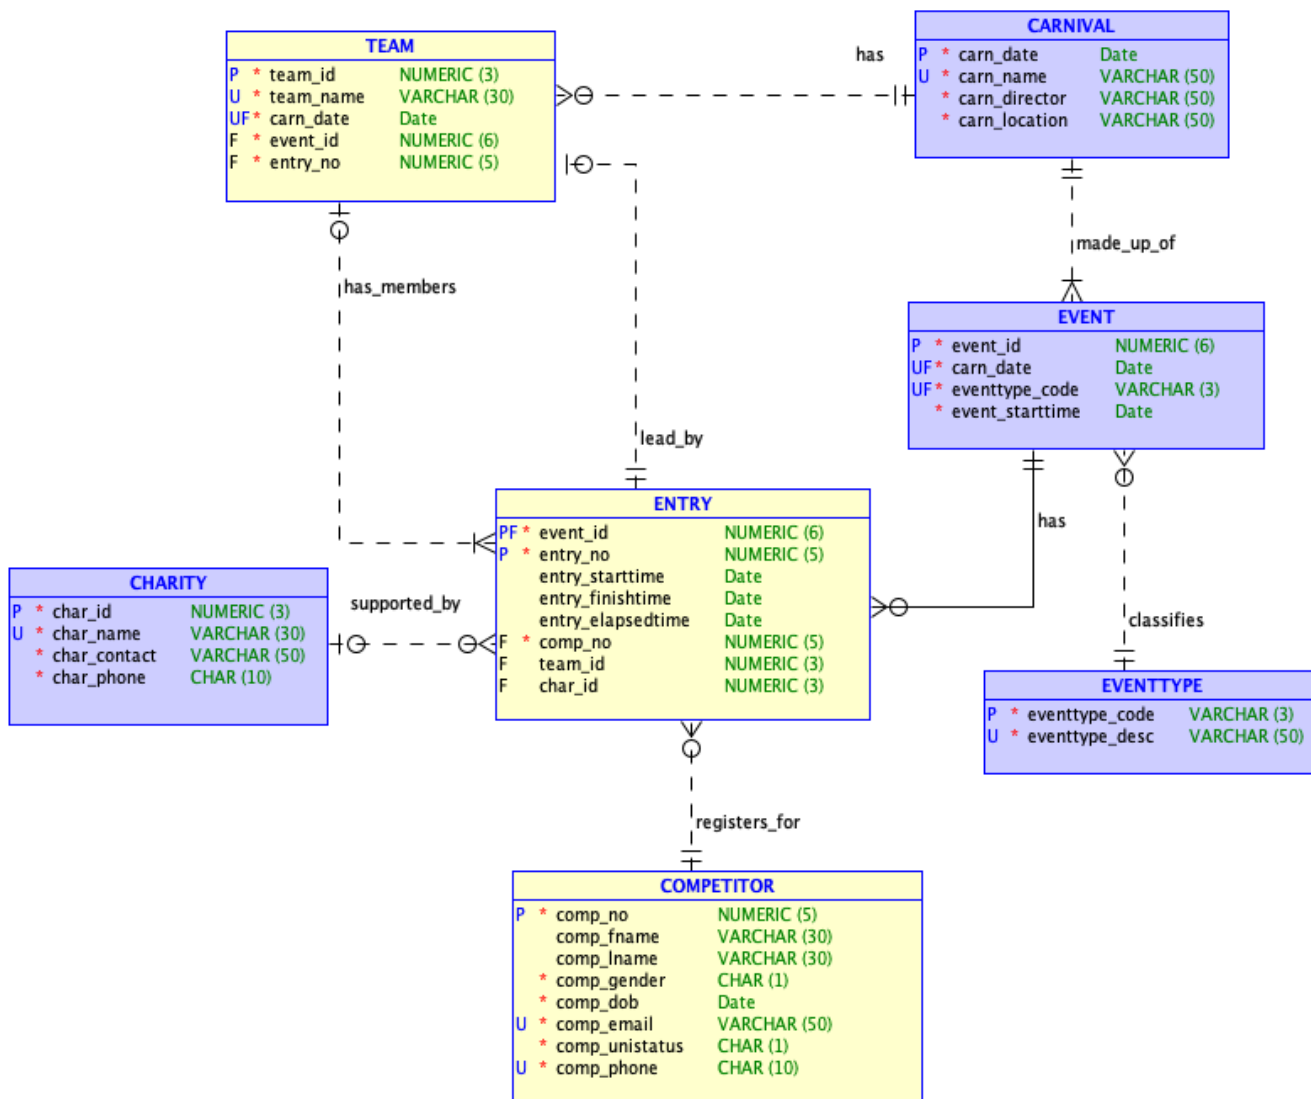 TEAM
P * team_id NUMERIC (3)
U * team_name VARCHAR (30)
UF* carn_date Date
F * event_id NUMERIC (6)
F * entry_no NUMERIC (5)
has
CARNIVAL
P * carn_date Date
U * carn_name VARCHAR (50)
* carn_director VARCHAR (50)
* carn_location VARCHAR (50)
made_up_of
has_members
EVENT
P * event_id NUMERIC (6)
UF* carn_date Date
UF* eventtype_code VARCHAR (3)
* event_starttime Date
lead_by
ENTRY
PF * event_id NUMERIC (6)
P * entry_no NUMERIC (5)
entry_starttime Date
entry_finishtime Date
entry_elapsedtime Date
F * comp_no NUMERIC (5)
F team_id NUMERIC (3)
F char_id NUMERIC (3)
has
CHARITY
P * char_id NUMERIC (3)
U * char_name VARCHAR (30)
* char_contact VARCHAR (50)
* char_phone CHAR (10)
supported_by
classifies
EVENTTYPE
P * eventtype_code VARCHAR (3)
U * eventtype_desc VARCHAR (50)
registers_for
COMPETITOR
P * comp_no NUMERIC (5)
comp_fname VARCHAR (30)
comp_lname VARCHAR (30)
* comp_gender CHAR (1)
* comp_dob Date
U * comp_email VARCHAR (50)
* comp_unistatus CHAR (1)
U * comp_phone CHAR (10)